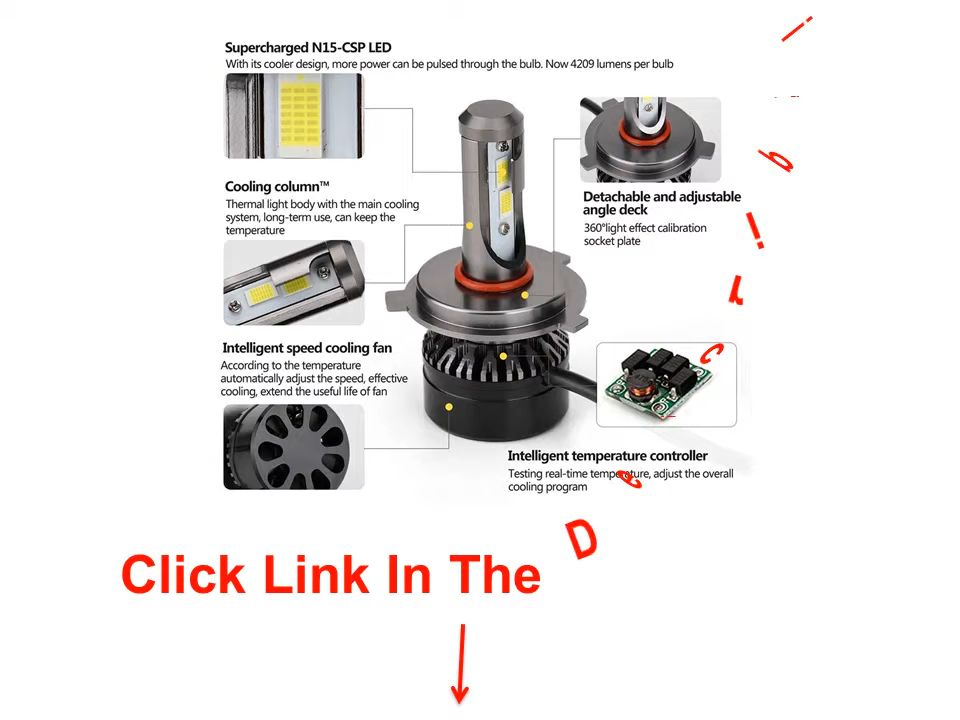 Supercharged N15-CSP LED
With its cooler design, more power can be pulsed through the bulb. Now 4209 lumens per bulb
Cooling column™
Thermal light body with the main cooling
system, long-term use, can keep the
temperature
Detachable and adjustable
angle deck
360°light effect calibration
socket plate
Intelligent speed cooling fan
According to the temperature
automatically adjust the speed, effective
cooling, extend the useful life of fan
Intelligent temperature controller
Testing real-time temperature, adjust the overall
cooling program
Click Link In The
D